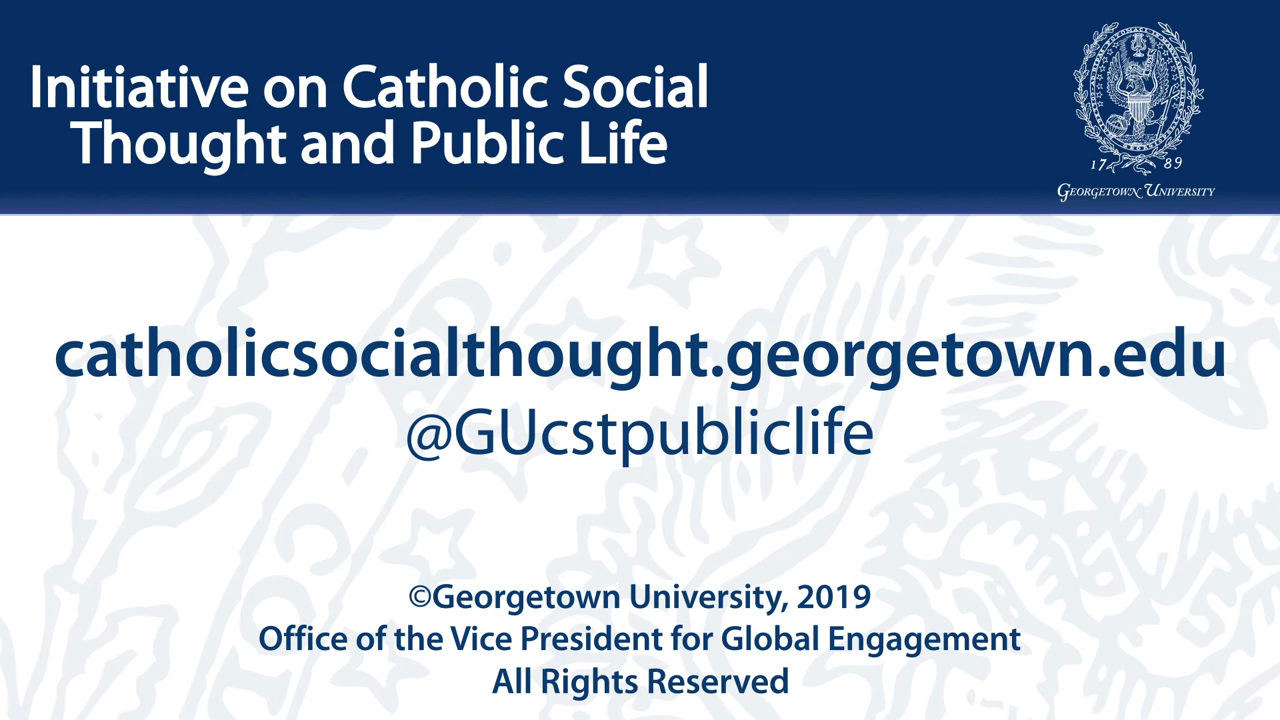 Initiative on Catholic Social
Thought and Public Life
17 89
Georgetown University
catholicsocialthought.georgetown.edu
@GUcstpubliclife
©Georgetown University, 2019
Office of the Vice President for Global Engagement
All Rights Reserved